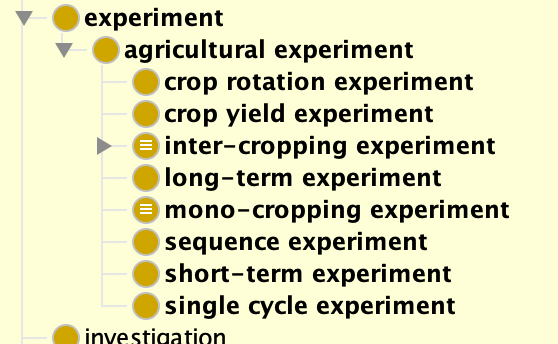 experiment
agricultural experiment
crop rotation experiment
crop yield experiment
inter-cropping experiment
long-term experiment
mono-cropping experiment
sequence experiment
short-term experiment
single cycle experiment
investigation